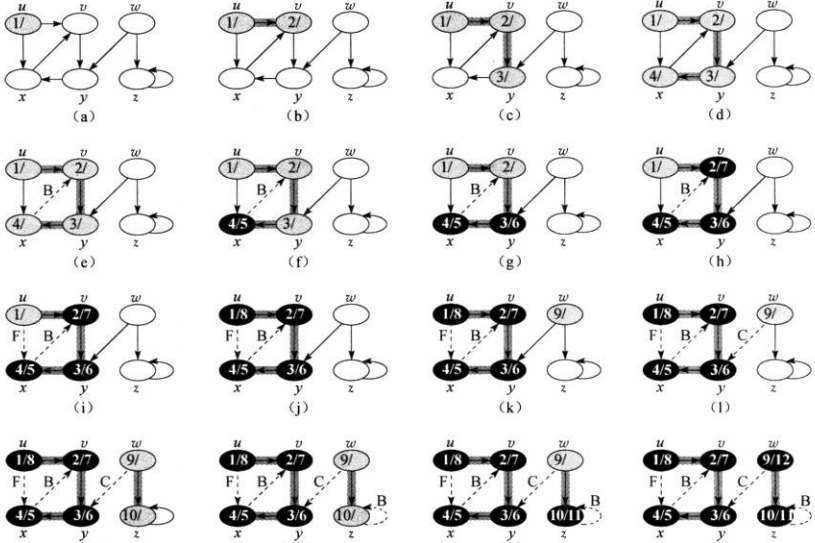 u v w u v w u v w u v w
1/ 1/ 2/ 1/ 2/ 1/ 2/
3/ 4/ 3/
x y z x y z x y z x y z
(a) (b) (c) (d)
u v w u v w u v w u v w
1/ 2/ 1/ 2/ 1/ 2/ 1/ 2/7
B B B B
4/ 3/ 4/5 3/ 4/5 3/6 4/5 3/6
x y z x y z x y z x y z
(e) (f) (g) (h)
u v w u v w u v w u v w
1/ 2/7 1/8 2/7 1/8 2/7 9/ 1/8 2/7 9/
F B F B F B F B C
4/5 3/6 4/5 3/6 4/5 3/6 4/5 3/6
x y z x y z x y z x y z
(i) (j) (k) (l)
u v w u v w u v w u v w
1/8 2/7 9/ 1/8 2/7 9/ 1/8 2/7 9/ 1/8 2/7 9/12
F B C F B C B F B C B F B C B
4/5 3/6 10/ 4/5 3/6 10/ 4/5 3/6 10/11 4/5 3/6 10/11
x y z x y z x y z x y z